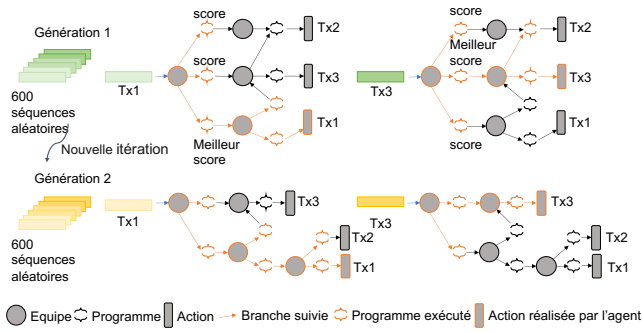 Génération 1
600
séquences
aléatoires
Nouvelle itération
Tx1
score
score
Meilleur
score
Tx2
Tx3
Tx1
Tx3
score
Meilleur
score
score
Tx2
Tx3
Tx1
Génération 2
600
séquences
aléatoires
Tx1
Tx3
Tx2
Tx1
Tx3
Tx3
Tx2
Tx1
Equipe Programme Action Branche suivie Programme exécuté Action réalisée par l'agent